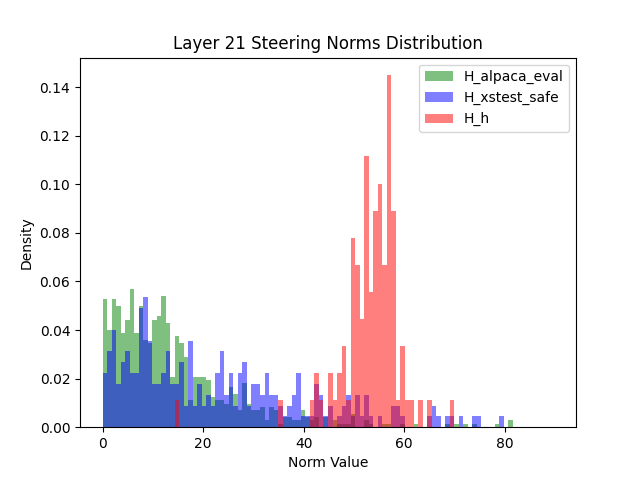 Layer 21 Steering Norms Distribution
H_alpaca_eval
H_xstest_safe
H_h
0.14
0.12
0.10
0.08
0.06
0.04
0.02
0.00
Density
0
20
40
60
80
Norm Value